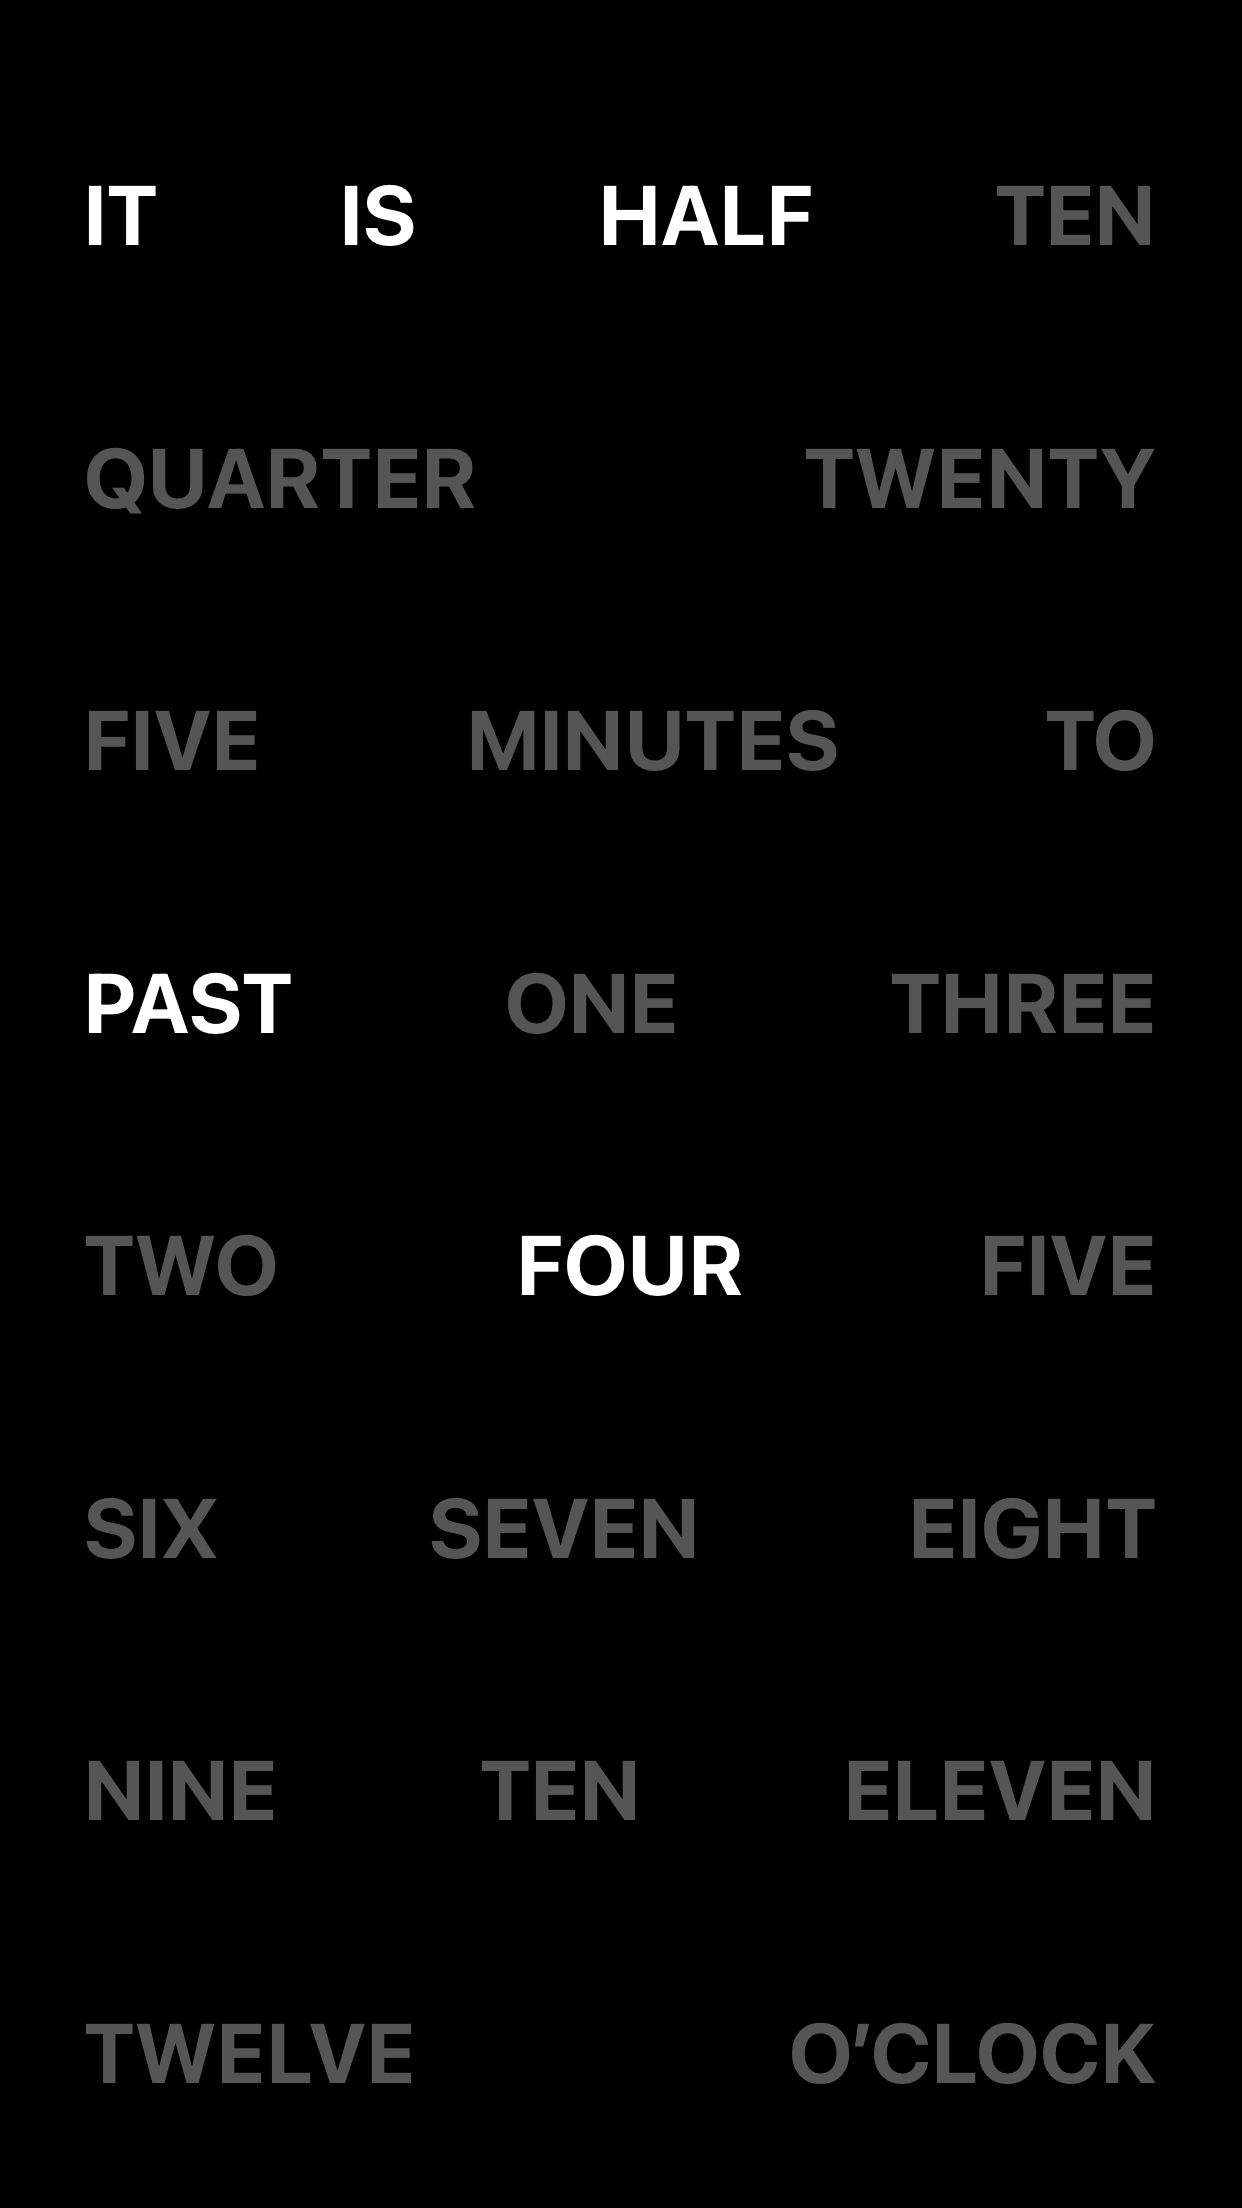 IT IS HALF TEN
QUARTER TWENTY
FIVE MINUTES TO
PAST ONE THREE
TWO FOUR FIVE
SIX SEVEN EIGHT
NINE TEN ELEVEN
TWELVE O′CLOCK